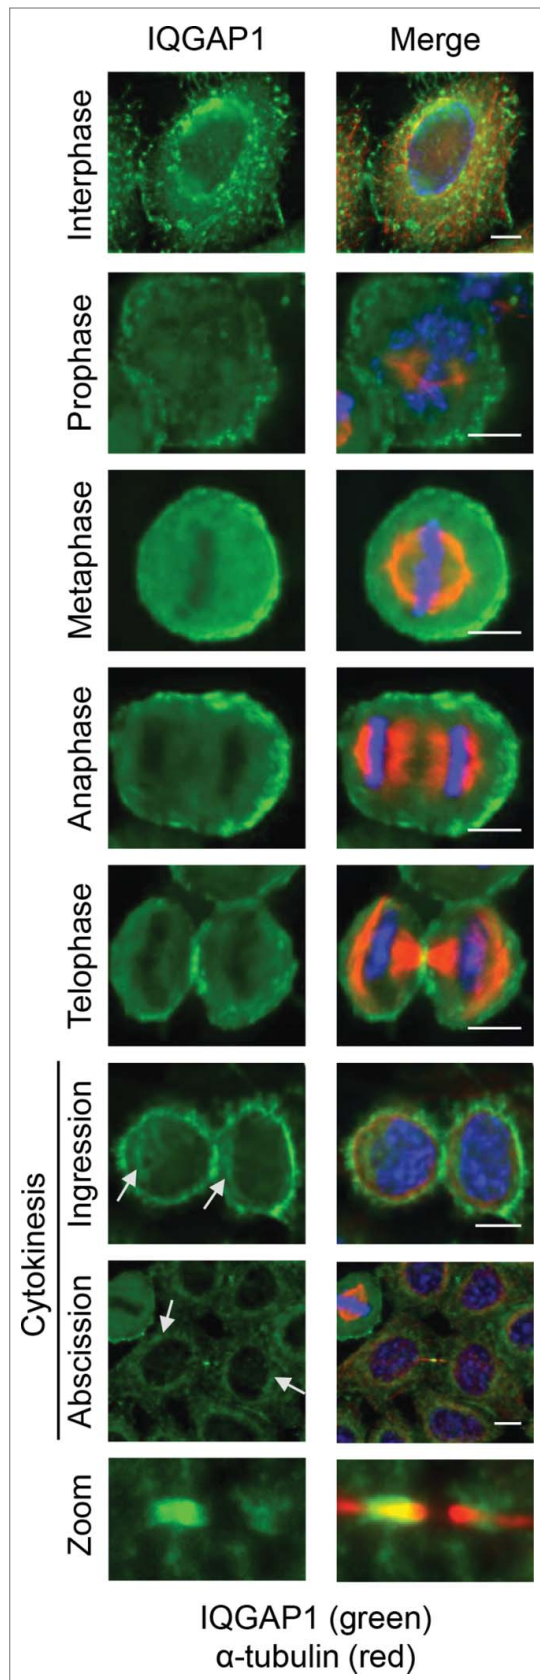 IQGAP1 Merge
Interphase
Prophase
Metaphase
Anaphase
Telophase
Cytokinesis
Ingression
Abscission
Zoom
IQGAP1 (green)
α-tubulin (red)